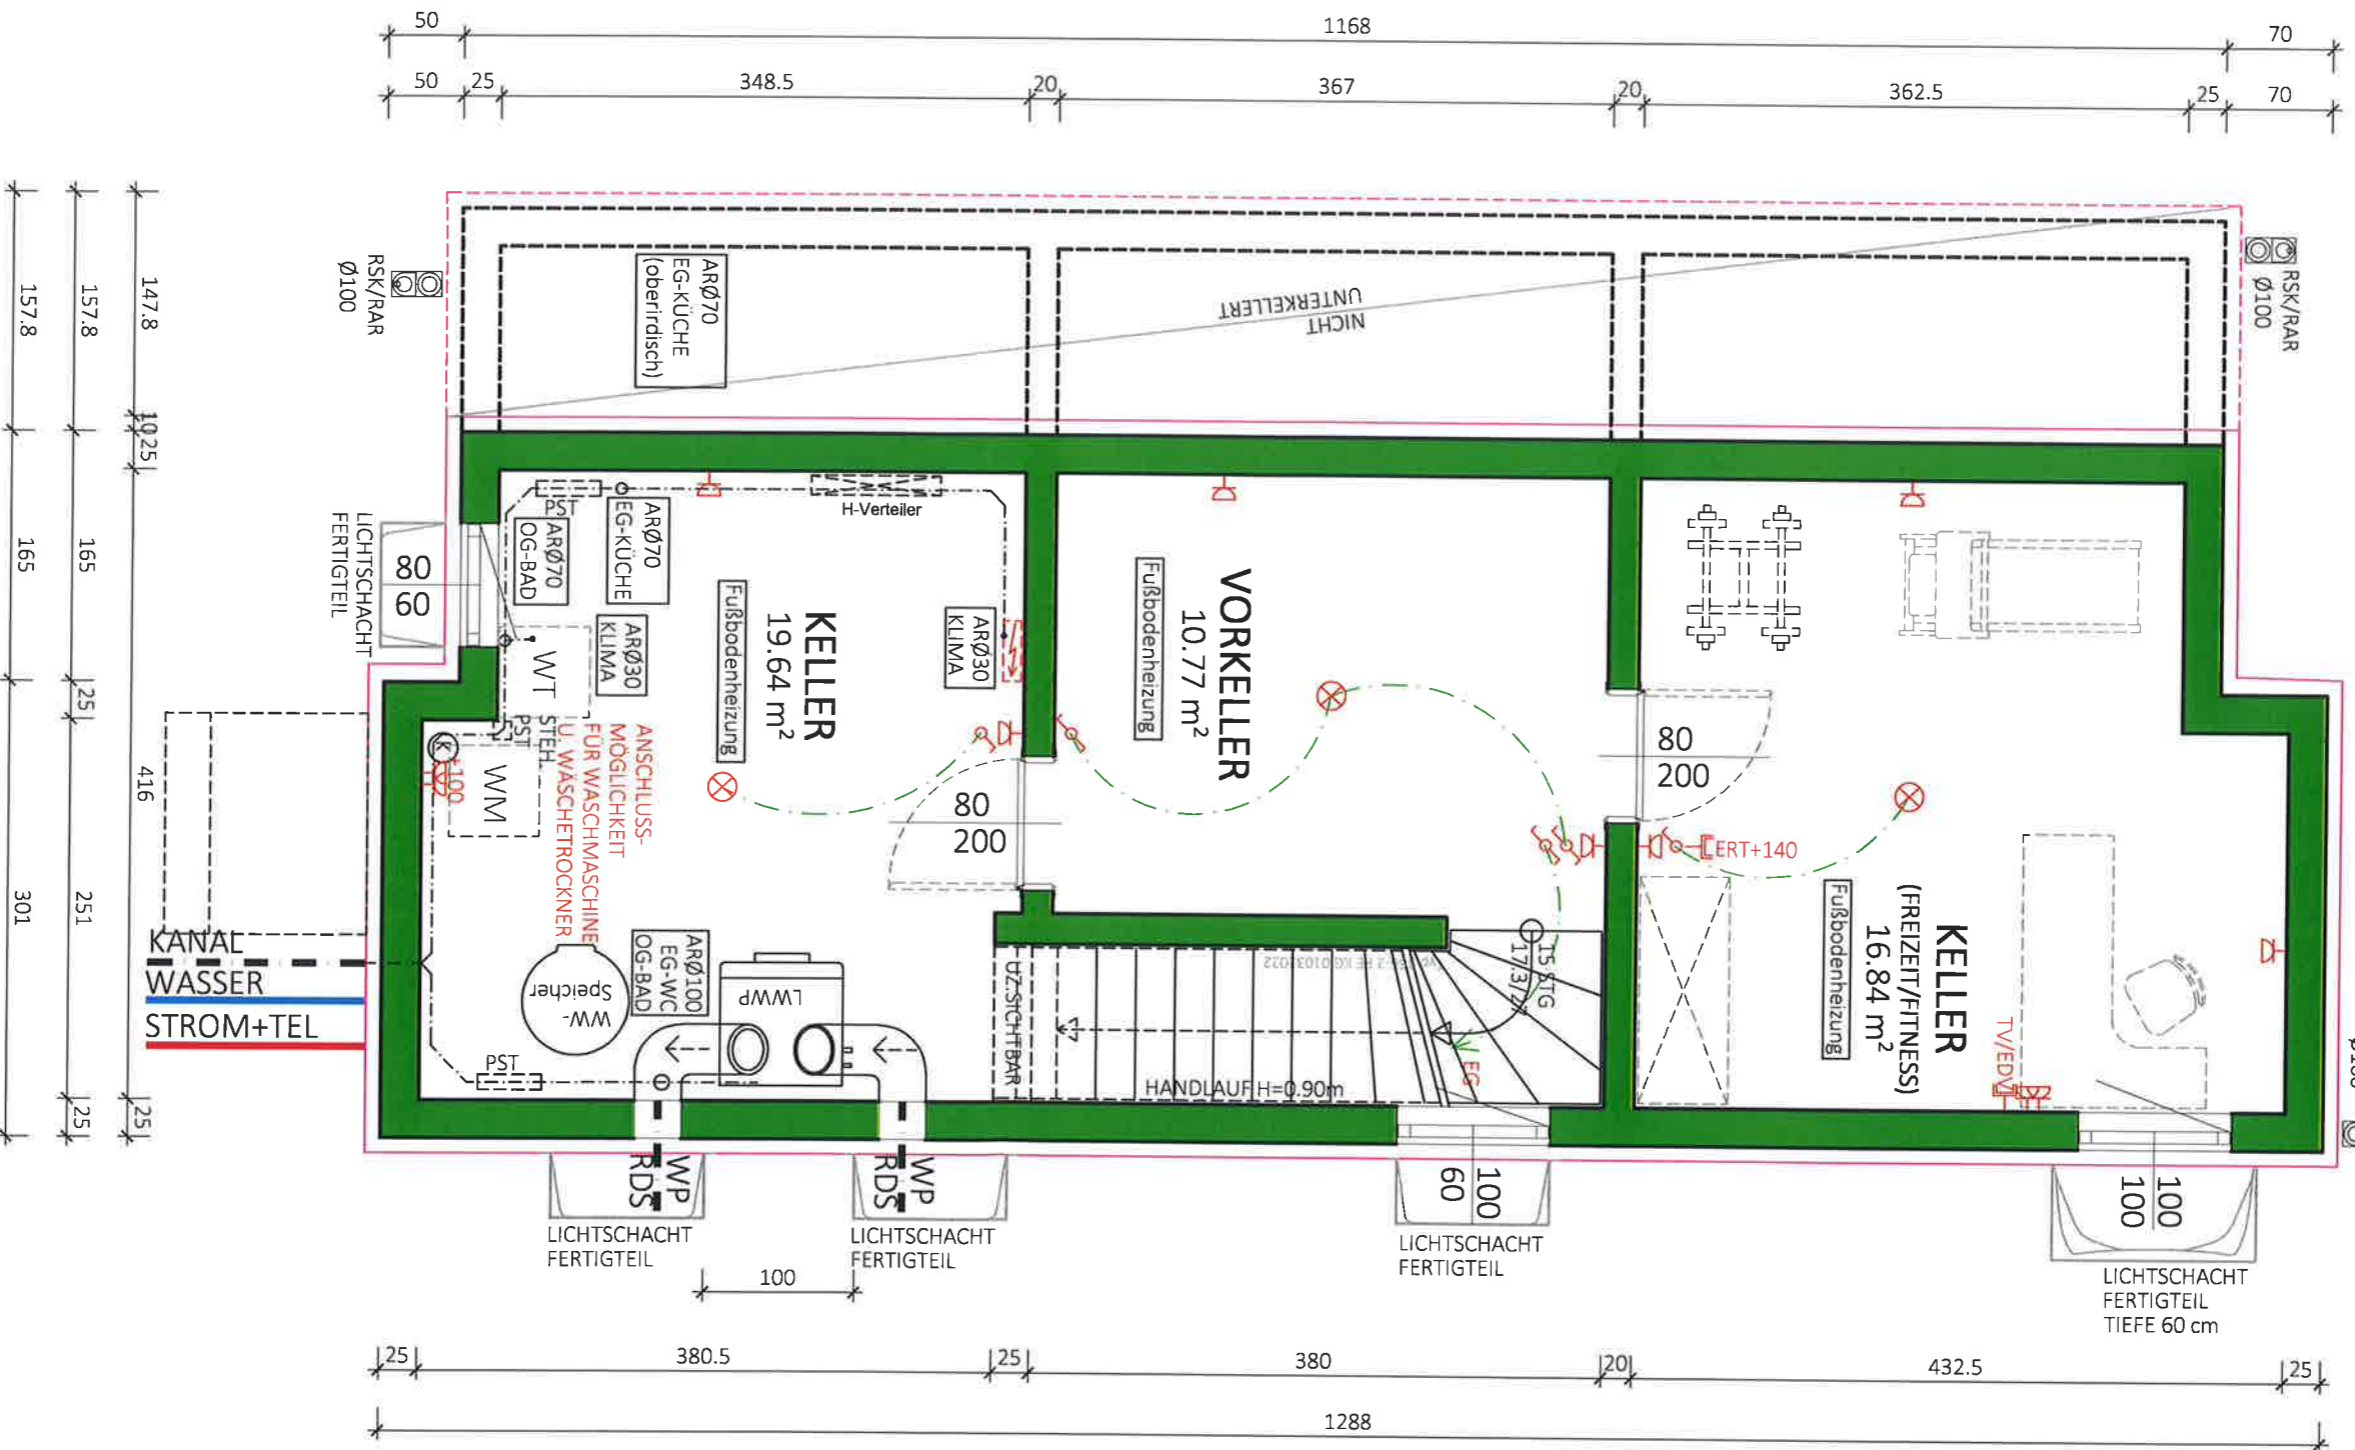 50
1168
70
50
25
348.5
20
367
20
362.5
25
70
157.8
165
301
157.8
165
25
251
25
147.8
10
25
416
25
RSK/RAR
Ø100
ARØ70
EG-KÜCHE
(oberirdisch)
NICHT
UNTERKELLERT
RSK/RAR
Ø100
LICHTSCHACHT
FERTIGTEIL
80
60
PST
ARØ70
OG-BAD
ARØ70
EG-KÜCHE
H-Verteiler
ARØ30
KLIMA
WT
Fußbodenheizung
KELLER
19.64 m²
ARØ30
KLIMA
PST
STEH.
K
+100
WM
ANSCHLUSS-
MÖGLICHKEIT
FÜR WASCHMASCHINE
U. WÄSCHETROCKNER
80
200
Fußbodenheizung
VORKELLER
10.77 m²
80
200
ERT+140
Fußbodenheizung
KELLER
(FREIZEIT/FITNESS)
16.84 m²
TV/EDV
KANAL
WASSER
STROM+TEL
WW-
Speicher
ARØ100
EG-WC
OG-BAD
LWWP
PST
UZ-SICHTBAR
15 STG
EG
HANDLAUF H=0.90m
WP
RDS
WP
RDS
100
60
100
100
LICHTSCHACHT
FERTIGTEIL
LICHTSCHACHT
FERTIGTEIL
LICHTSCHACHT
FERTIGTEIL
LICHTSCHACHT
FERTIGTEIL
TIEFE 60 cm
100
25
380.5
25
380
20
432.5
25
1288